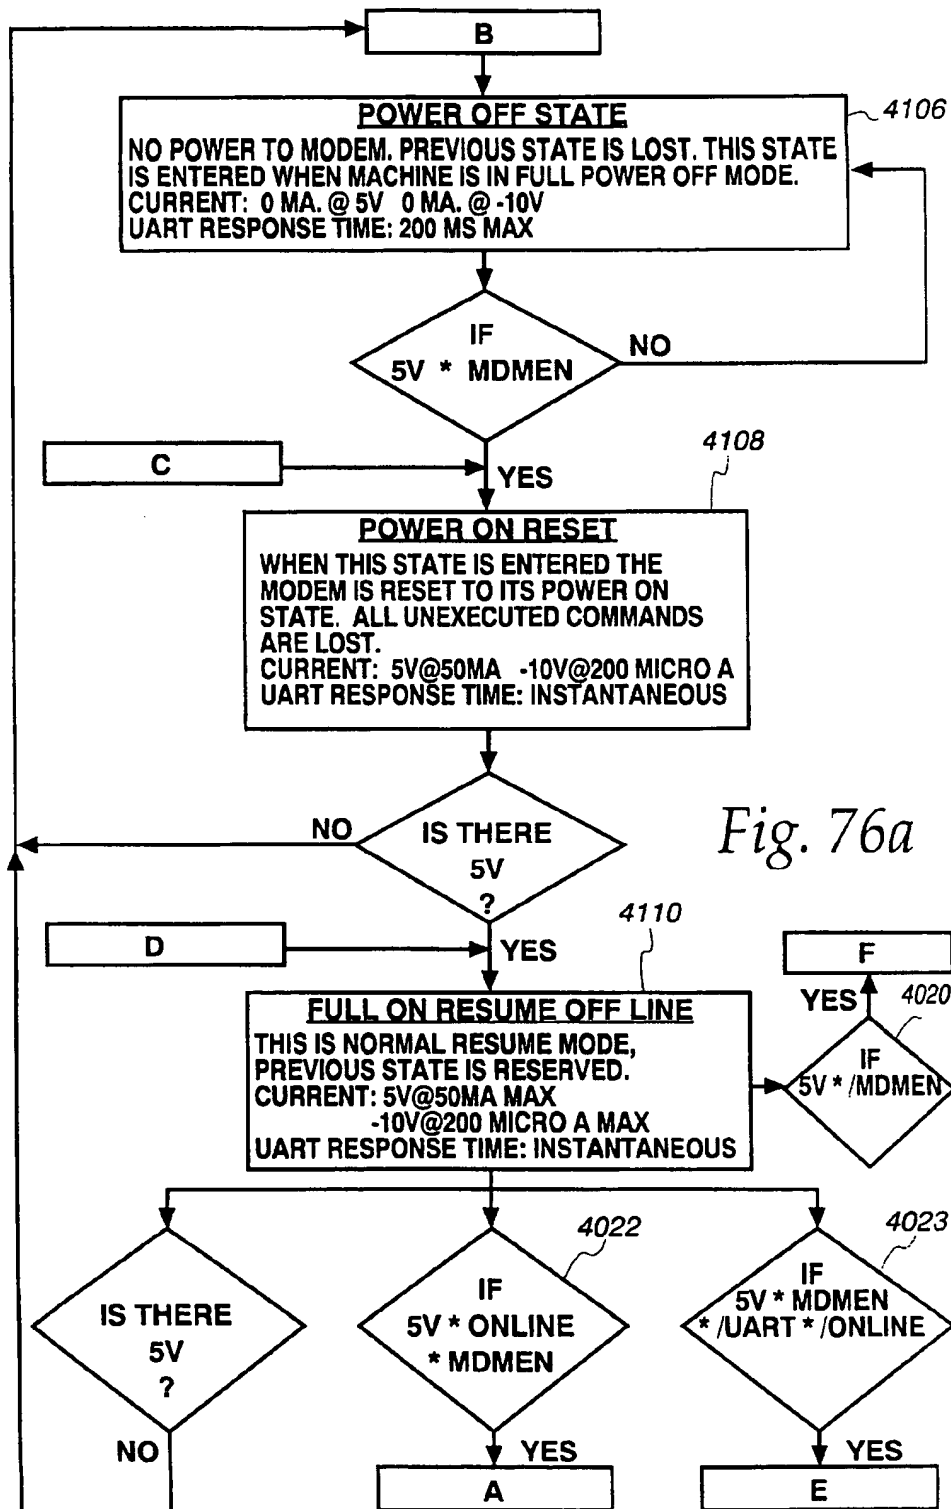 B
POWER OFF STATE
4106
NO POWER TO MODEM. PREVIOUS STATE IS LOST. THIS STATE
IS ENTERED WHEN MACHINE IS IN FULL POWER OFF MODE.
CURRENT: 0 MA. @ 5V 0 MA. @ -10V
UART RESPONSE TIME: 200 MS MAX
IF
5V * MDMEN
NO
C
YES
4108
POWER ON RESET
WHEN THIS STATE IS ENTERED THE
MODEM IS RESET TO ITS POWER ON
STATE. ALL UNEXECUTED COMMANDS
ARE LOST.
CURRENT: 5V@50MA -10V@200 MICRO A
UART RESPONSE TIME: INSTANTANEOUS
NO
IS THERE
5V
?
Fig. 76a
D
YES
4110
F
FULL ON RESUME OFF LINE
THIS IS NORMAL RESUME MODE,
PREVIOUS STATE IS RESERVED.
CURRENT: 5V@50MA MAX
-10V@200 MICRO A MAX
UART RESPONSE TIME: INSTANTANEOUS
YES
4020
IF
5V * /MDMEN
IS THERE
5V
?
NO
4022
IF
5V * ONLINE
* MDMEN
YES
A
4023
IF
5V * MDMEN
* /UART * /ONLINE
YES
E